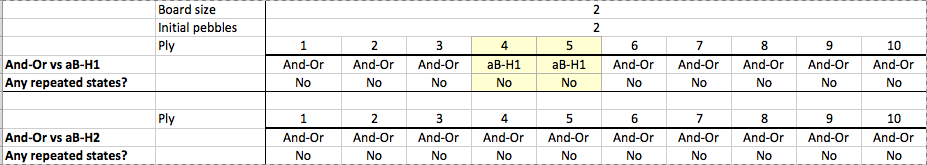 Board size 2
Initial pebbles 2
Ply 1 2 3 4 5 6 7 8 9 10
And-Or vs aB-H1 And-Or And-Or And-Or aB-H1 aB-H1 And-Or And-Or And-Or And-Or And-Or
Any repeated states? No No No No No No No No No No
Ply 1 2 3 4 5 6 7 8 9 10
And-Or vs aB-H2 And-Or And-Or And-Or And-Or And-Or And-Or And-Or And-Or And-Or And-Or
Any repeated states? No No No No No No No No No No